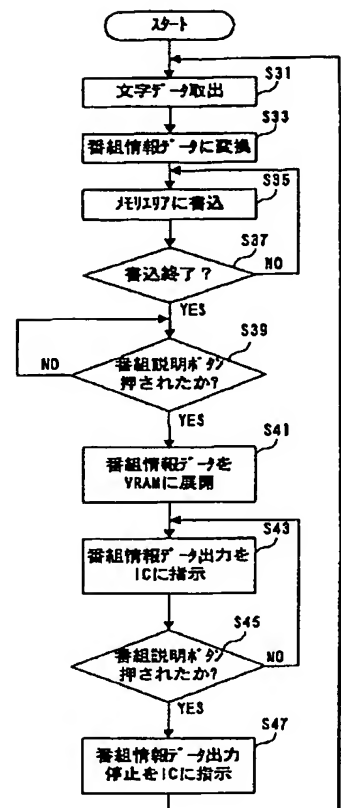 スタート
S31
文字データ取出
S33
番組情報データに変換
S35
メモリエリアに書込
S37
書込終了?
NO
YES
S39
番組説明ボタン
押されたか?
NO
YES
S41
番組情報データを
VRAMに展開
S43
番組情報データ出力を
ICに指示
S45
番組説明ボタン
押されたか?
NO
YES
S47
番組情報データ出力
停止をICに指示